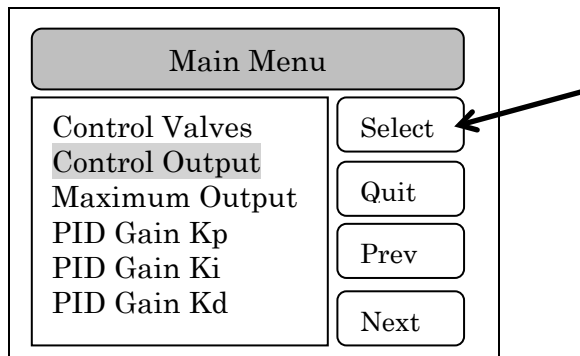 Main Menu
Control Valves
Control Output
Maximum Output
PID Gain Kp
PID Gain Ki
PID Gain Kd
Select
Quit
Prev
Next